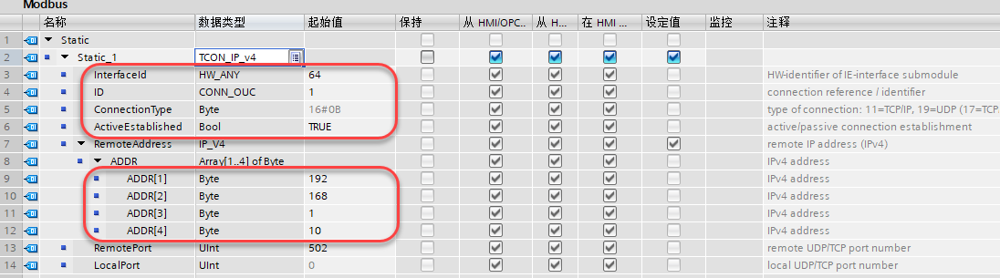 Modbus
名称 数据类型 起始值 保持 从 HMI/OPC.. 从 H... 在 HMI ... 设定值 监控 注释
1 Static
2 Static_1 TCON_IP_v4
3 InterfaceId HW_ANY 64 HW-identifier of IE-interface submodule
4 ID CONN_OUC 1 connection reference / identifier
5 ConnectionType Byte 16#0B type of connection: 11=TCP/IP, 19=UDP (17=TCP
6 ActiveEstablished Bool TRUE active/passive connection establishment
7 RemoteAddress IP_V4 remote IP address (IPv4)
8 ADDR Array[1..4] of Byte IPv4 address
9 ADDR[1] Byte 192 IPv4 address
10 ADDR[2] Byte 168 IPv4 address
11 ADDR[3] Byte 1 IPv4 address
12 ADDR[4] Byte 10 IPv4 address
13 RemotePort UInt 502 remote UDP/TCP port number
14 LocalPort UInt 0 local UDP/TCP port number